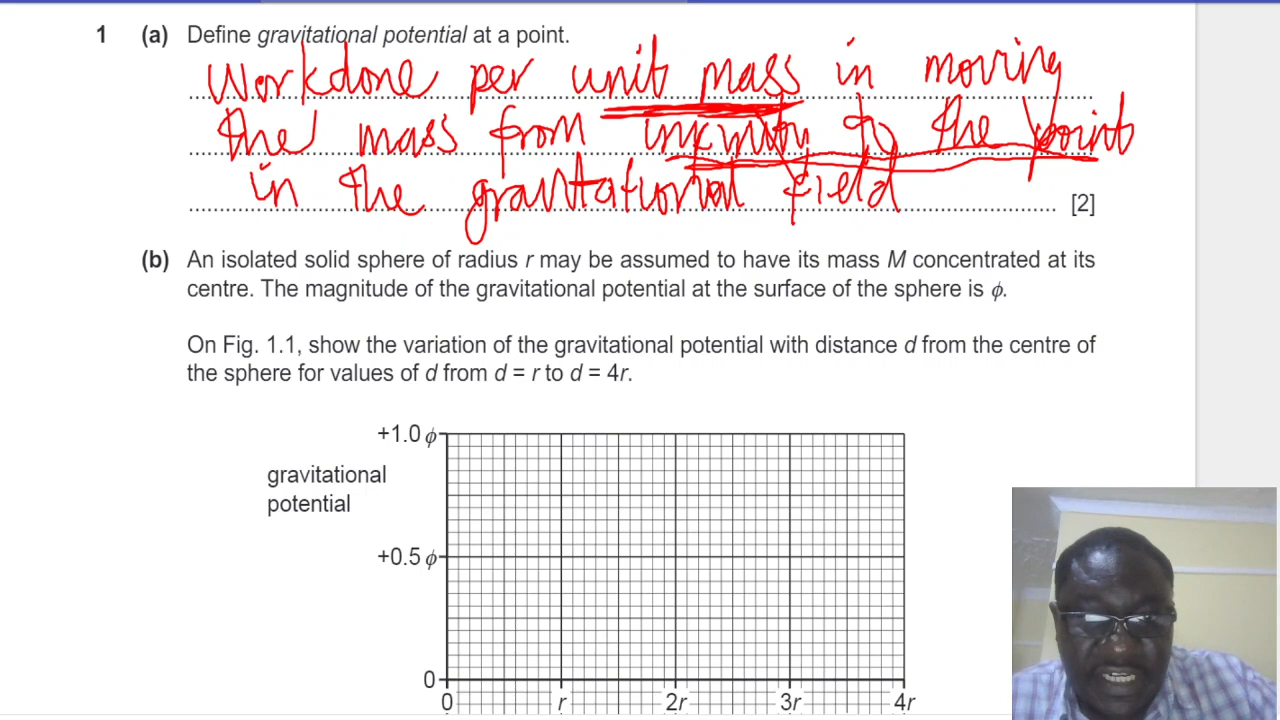 1 (a) Define gravitational potential at a point.
Workdone per unit mass in moving
the mass from infinity to the point
in the gravitational field
[2]
(b) An isolated solid sphere of radius r may be assumed to have its mass M concentrated at its
centre. The magnitude of the gravitational potential at the surface of the sphere is ϕ.
On Fig. 1.1, show the variation of the gravitational potential with distance d from the centre of
the sphere for values of d from d = r to d = 4r.
+1.0 ϕ
gravitational
potential
+0.5 ϕ
0
0 r 2r 3r 4r